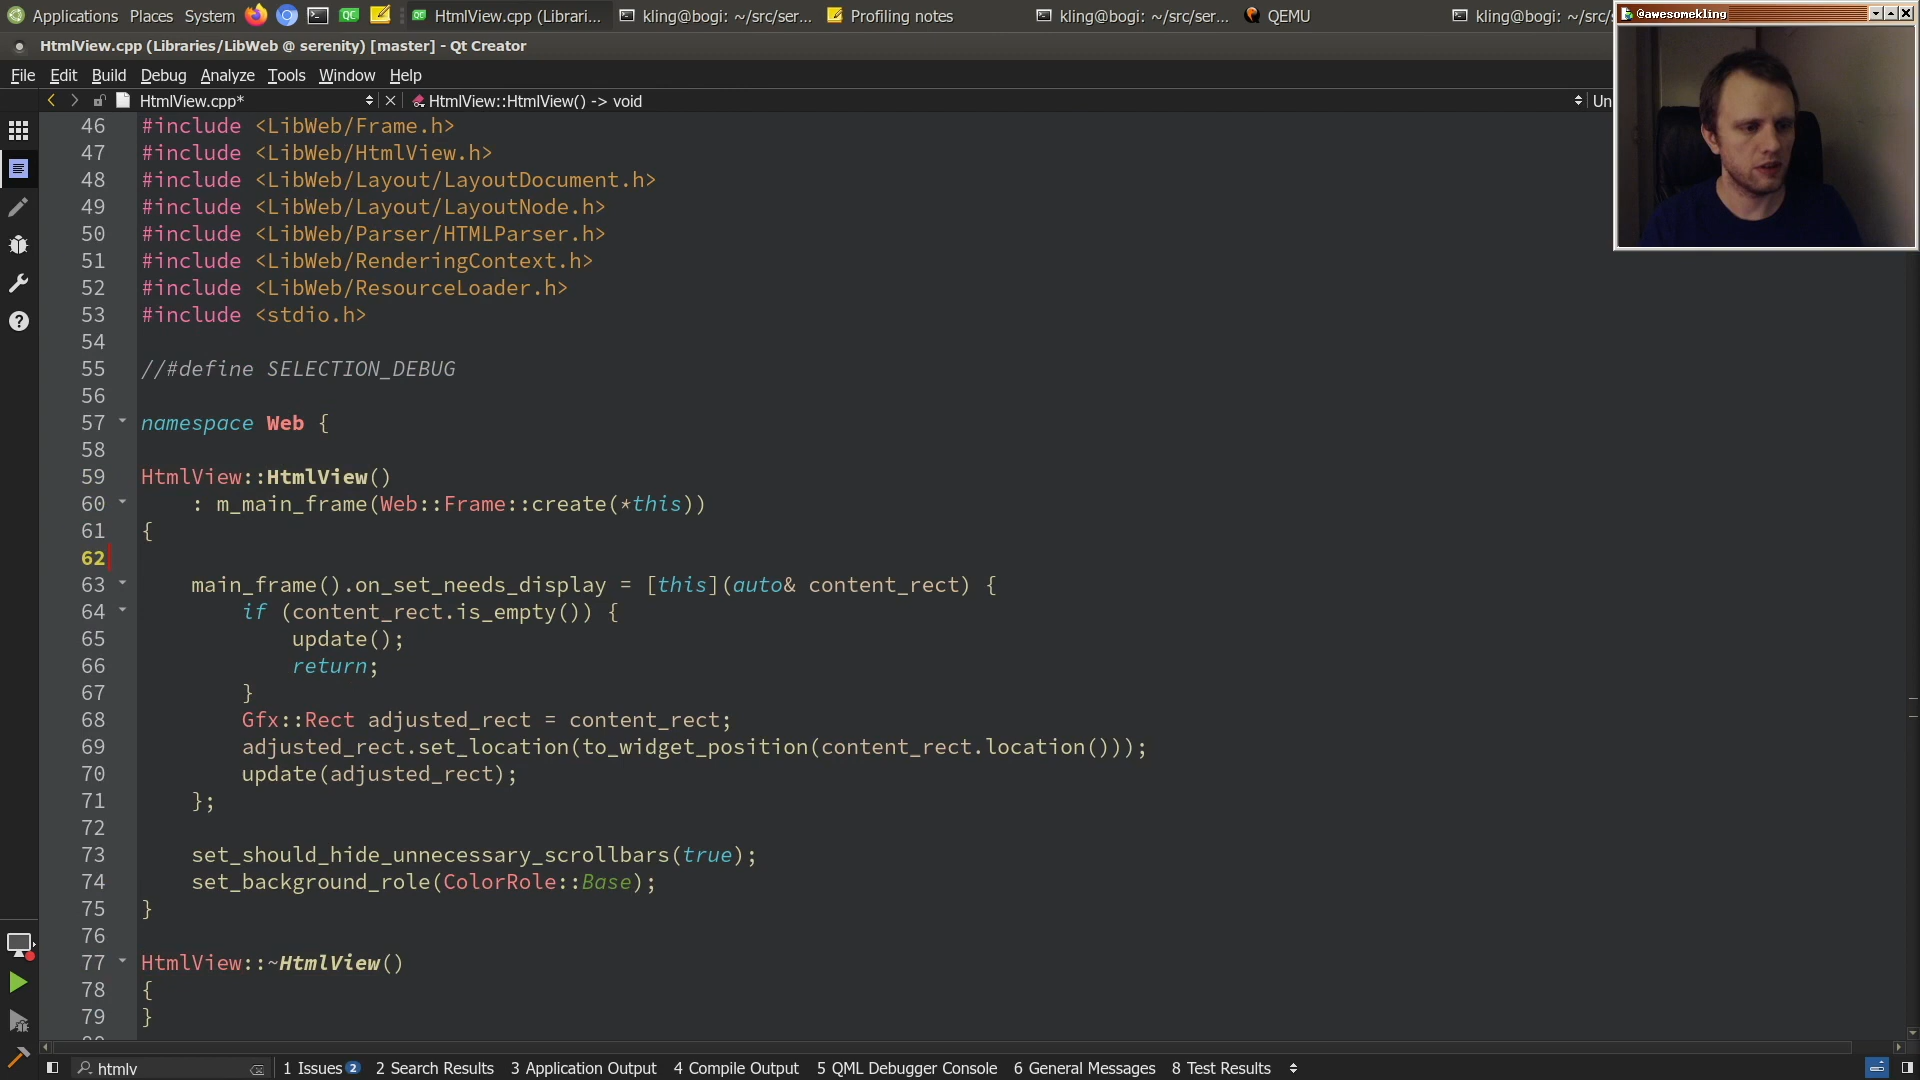 Applications Places System HtmlView.cpp (Librari... kling@bogi: ~/src/ser... Profiling notes kling@bogi: ~/src/ser... QEMU kling@bogi: ~/src/
@awesomekling
HtmlView.cpp (Libraries/LibWeb @ serenity) [master] - Qt Creator
File Edit Build Debug Analyze Tools Window Help
HtmlView.cpp* HtmlView::HtmlView() -> void Un
46 #include <LibWeb/Frame.h>
47 #include <LibWeb/HtmlView.h>
48 #include <LibWeb/Layout/LayoutDocument.h>
49 #include <LibWeb/Layout/LayoutNode.h>
50 #include <LibWeb/Parser/HTMLParser.h>
51 #include <LibWeb/RenderingContext.h>
52 #include <LibWeb/ResourceLoader.h>
53 #include <stdio.h>
54
55 //#define SELECTION_DEBUG
56
57 namespace Web {
58
59 HtmlView::HtmlView()
60 : m_main_frame(Web::Frame::create(*this))
61 {
62
63 main_frame().on_set_needs_display = [this](auto& content_rect) {
64 if (content_rect.is_empty()) {
65 update();
66 return;
67 }
68 Gfx::Rect adjusted_rect = content_rect;
69 adjusted_rect.set_location(to_widget_position(content_rect.location()));
70 update(adjusted_rect);
71 };
72
73 set_should_hide_unnecessary_scrollbars(true);
74 set_background_role(ColorRole::Base);
75 }
76
77 HtmlView::~HtmlView()
78 {
79 }
htmlv 1 Issues 2 2 Search Results 3 Application Output 4 Compile Output 5 QML Debugger Console 6 General Messages 8 Test Results